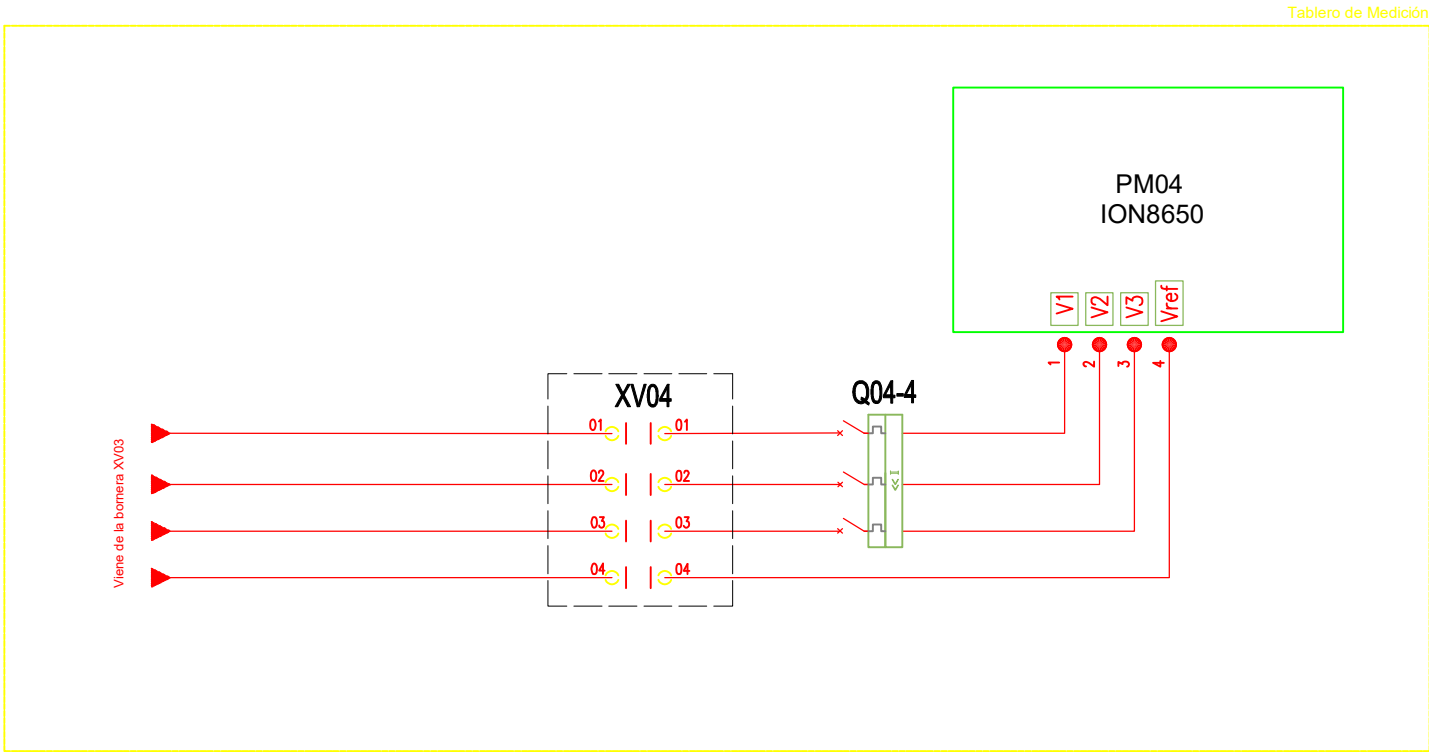 Tablero de Medición
PM04
ION8650
V1
V2
V3
Vref
1
2
3
4
XV04
Q04-4
01
01
02
02
03
03
04
04
I>>
Viene de la bornera XV03